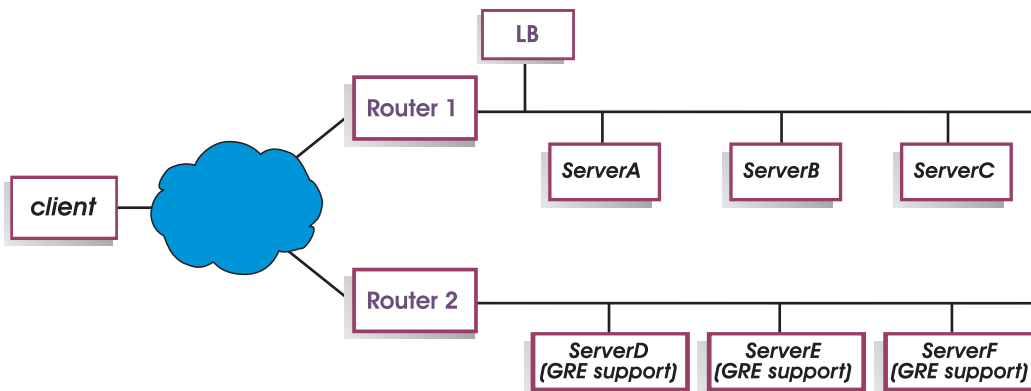 LB
Router 1
ServerA
ServerB
ServerC
client
Router 2
ServerD
(GRE support)
ServerE
(GRE support)
ServerF
(GRE support)